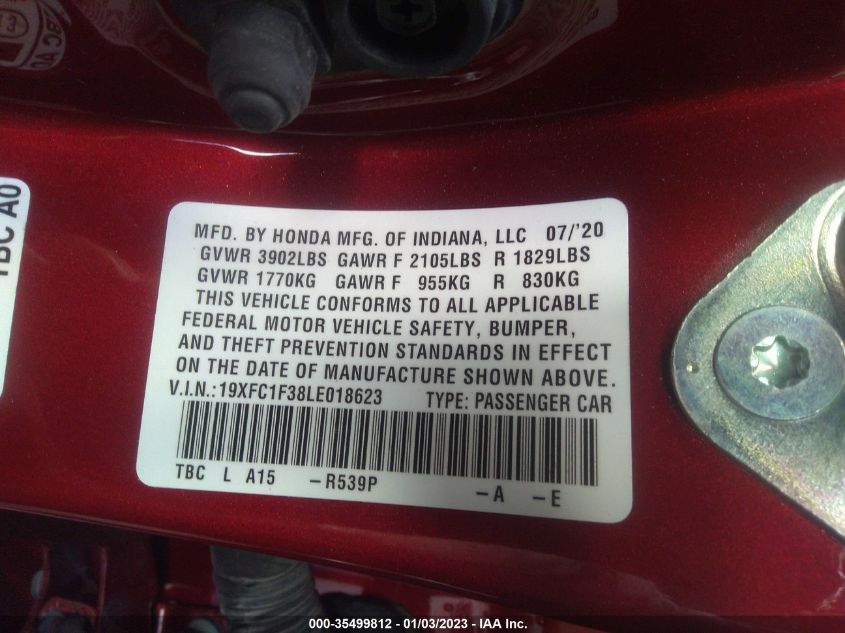 MFD. BY HONDA MFG. OF INDIANA, LLC 07/'20
GVWR 3902LBS GAWR F 2105LBS R 1829LBS
GVWR 1770KG GAWR F 955KG R 830KG
THIS VEHICLE CONFORMS TO ALL APPLICABLE
FEDERAL MOTOR VEHICLE SAFETY, BUMPER,
AND THEFT PREVENTION STANDARDS IN EFFECT
ON THE DATE OF MANUFACTURE SHOWN ABOVE.
V.I.N.:19XFC1F38LE018623 TYPE: PASSENGER CAR
TBC L A15 -R539P -A -E
TBC A0
000-35499812 - 01/03/2023 - IAA Inc.